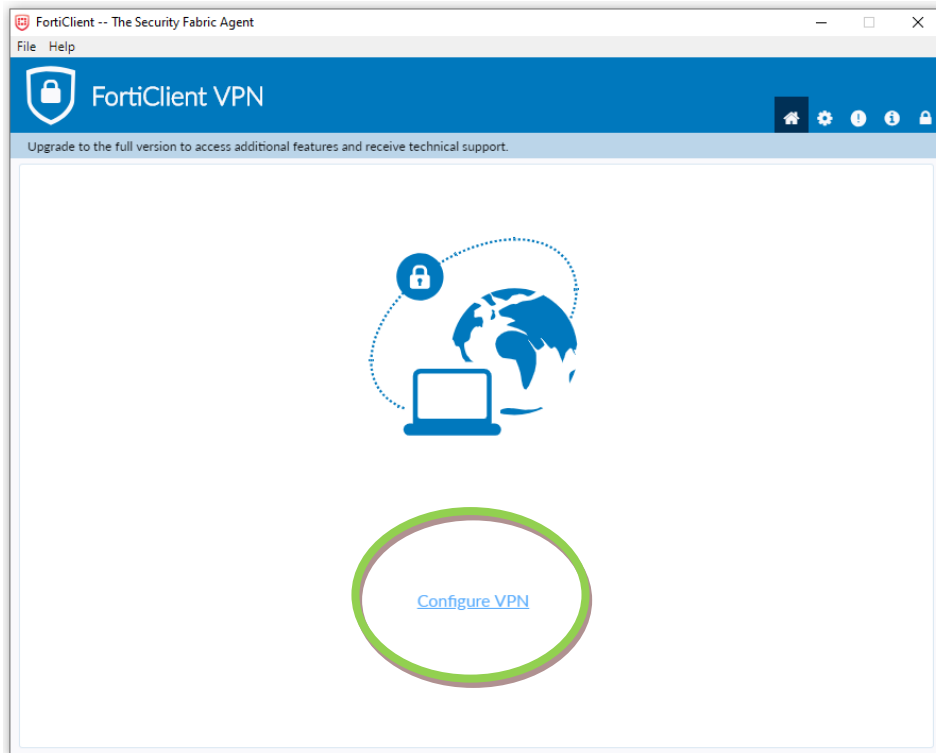 FortiClient -- The Security Fabric Agent
File Help
FortiClient VPN
Upgrade to the full version to access additional features and receive technical support.
Configure VPN